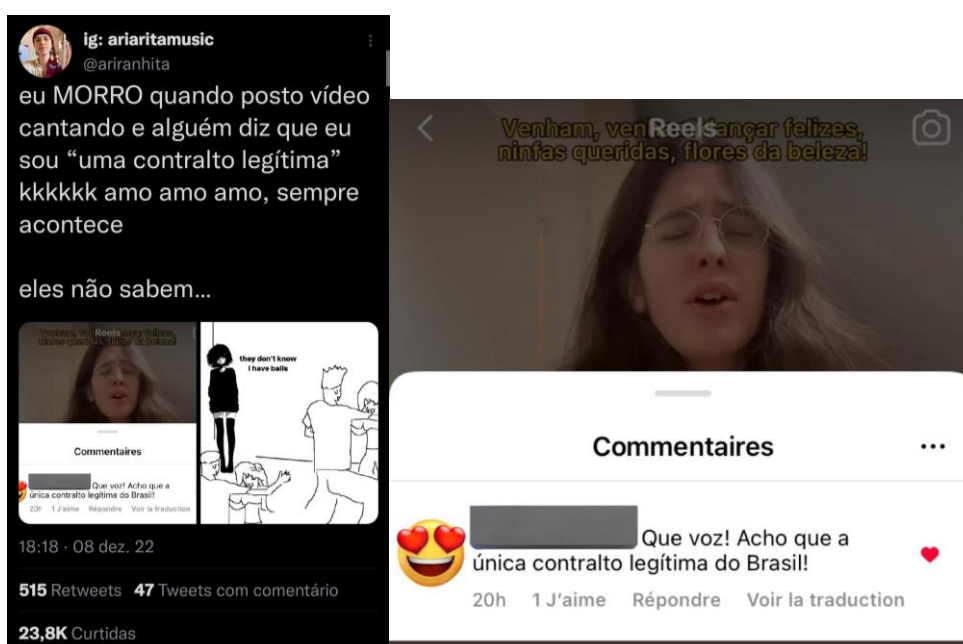 ig: ariaritamusic
@ariranhita
eu MORRO quando posto vídeo
cantando e alguém diz que eu
sou “uma contralto legítima”
kkkkkk amo amo amo, sempre
acontece
eles não sabem...
Reels
Commentaires
Que voz! Acho que a
única contralto legítima do Brasil!
20h 1 J'aime Répondre Voir la traduction
they don't know
I have balls
18:18 · 08 dez. 22
515 Retweets 47 Tweets com comentário
23,8K Curtidas
Venham, ven Reels ançar felizes,
ninfas queridas, flores da beleza!
Commentaires
Que voz! Acho que a
única contralto legítima do Brasil!
20h 1 J'aime Répondre Voir la traduction